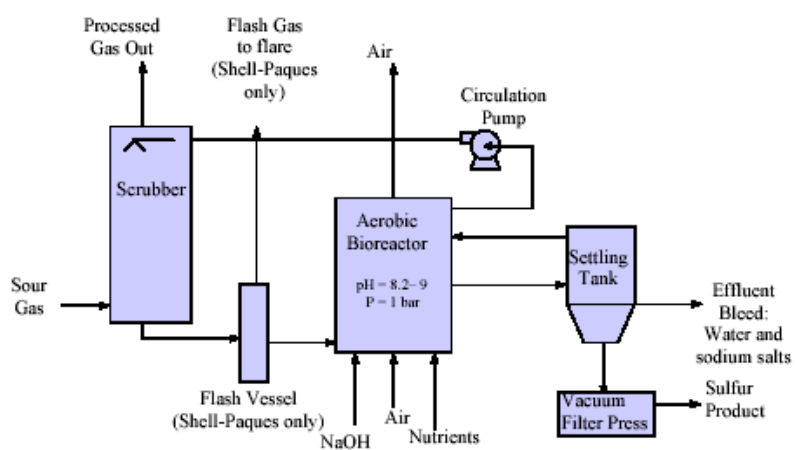 Processed
Gas Out
Flash Gas
to flare
(Shell-Paques
only)
Air
Circulation
Pump
Scrubber
Aerobic
Bioreactor
pH = 8.2– 9
P = 1 bar
Settling
Tank
Sour
Gas
Effluent
Bleed:
Water and
sodium salts
Flash Vessel
(Shell-Paques only)
NaOH
Air
Nutrients
Vacuum
Filter Press
Sulfur
Product